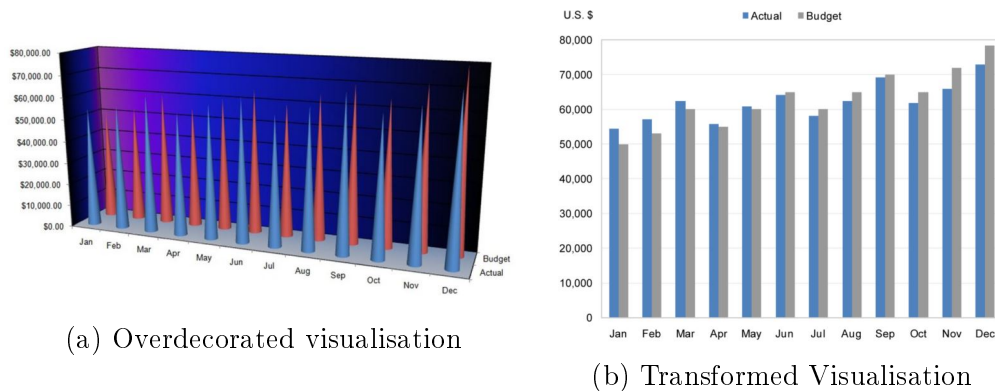 $80,000.00
$70,000.00
$60,000.00
$50,000.00
$40,000.00
$30,000.00
$20,000.00
$10,000.00
$0.00
Jan Feb Mar Apr May Jun Jul Aug Sep Oct Nov Dec
Budget
Actual
(a) Overdecorated visualisation
U.S. $ Actual Budget
80,000
70,000
60,000
50,000
40,000
30,000
20,000
10,000
0
Jan Feb Mar Apr May Jun Jul Aug Sep Oct Nov Dec
(b) Transformed Visualisation